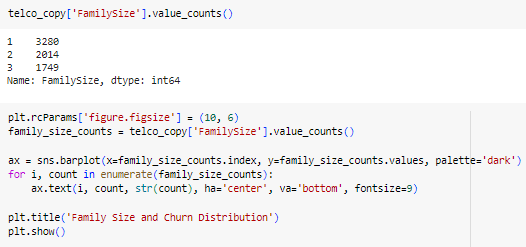 telco_copy['FamilySize'].value_counts()
1    3280
2    2014
3    1749
Name: FamilySize, dtype: int64
plt.rcParams['figure.figsize'] = (10, 6)
family_size_counts = telco_copy['FamilySize'].value_counts()
ax = sns.barplot(x=family_size_counts.index, y=family_size_counts.values, palette='dark')
for i, count in enumerate(family_size_counts):
    ax.text(i, count, str(count), ha='center', va='bottom', fontsize=9)
plt.title('Family Size and Churn Distribution')
plt.show()